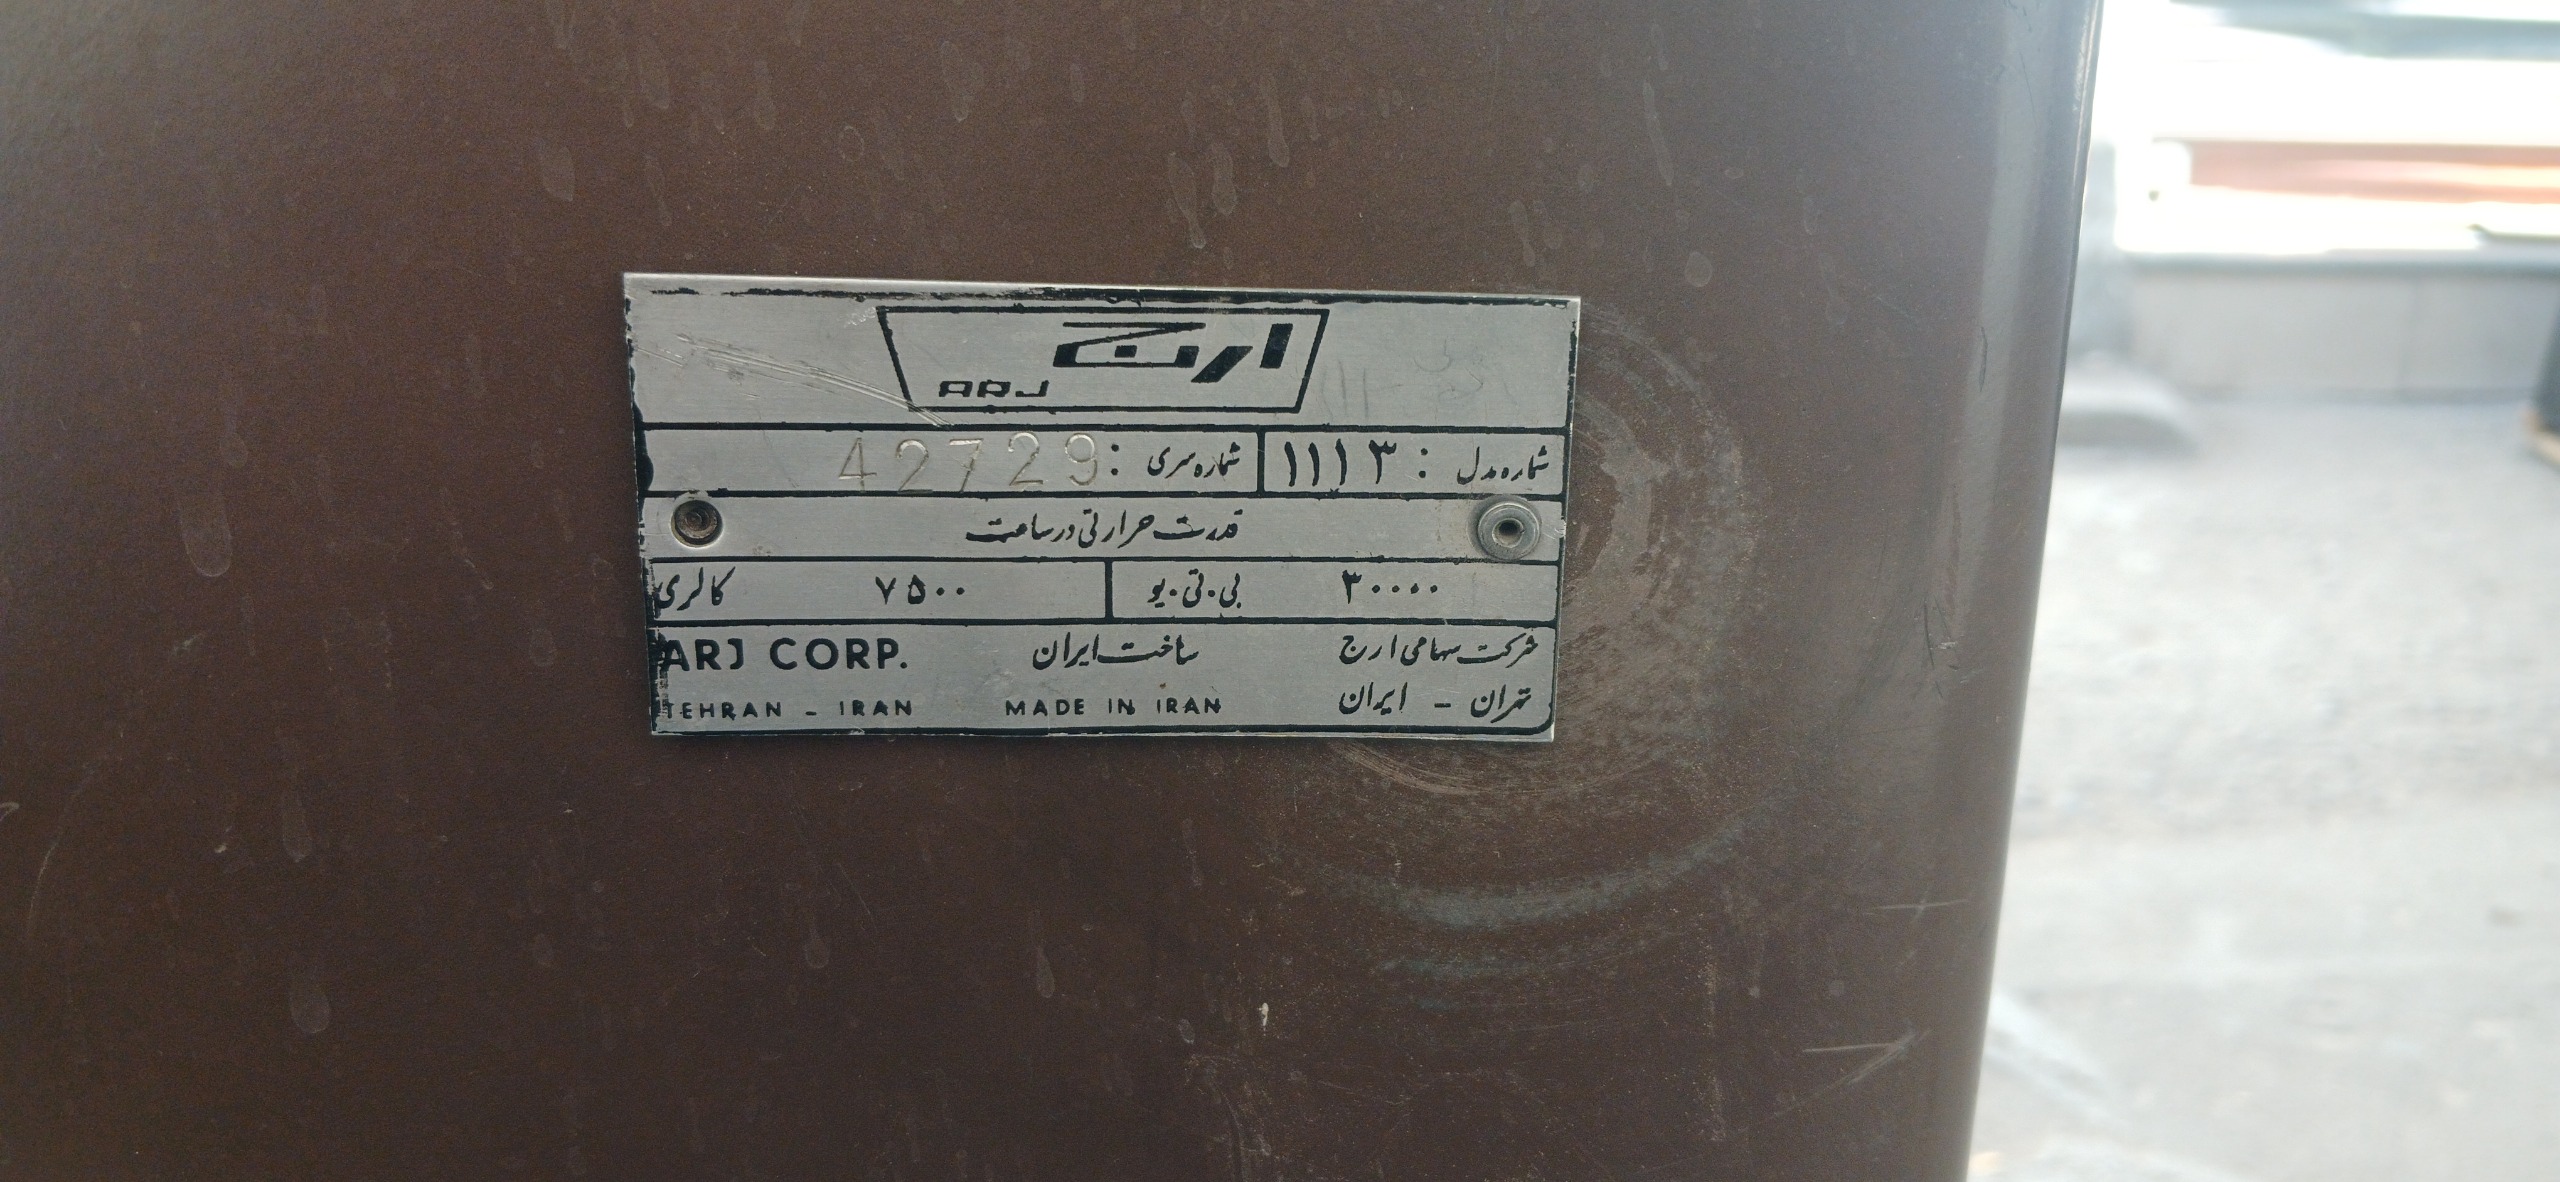 ارج
ARJ
شماره مدل : ۱۱۱۳ شماره سری : 42729
قدرت حرارتی در ساعت
۳۰۰۰۰ بی.تی.یو ۷۵۰۰ کالری
شرکت سهامی ارج ساخت ایران ARJ CORP.
تهران - ایران MADE IN IRAN TEHRAN - IRAN